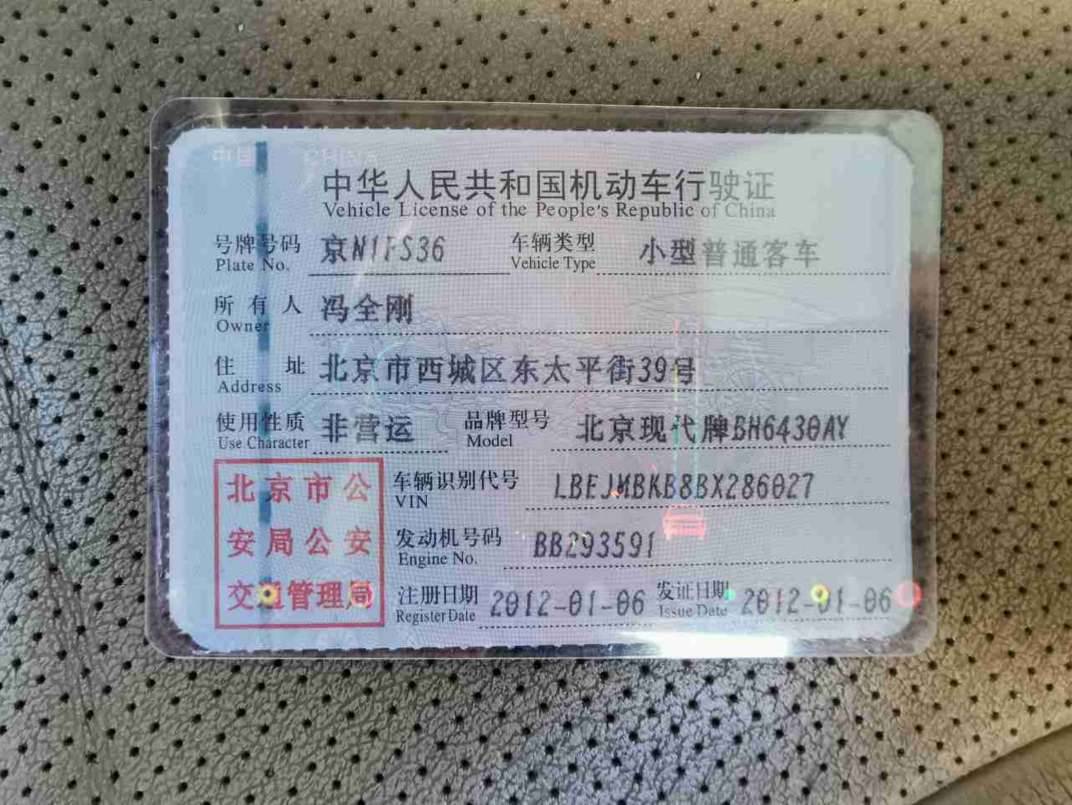 中国 CHINA
中华人民共和国机动车行驶证
Vehicle License of the People's Republic of China
号牌号码 京N1FS36 车辆类型 小型普通客车
Plate No. Vehicle Type
所有人 冯全刚
Owner
住址 北京市西城区东太平街39号
Address
使用性质 非营运 品牌型号 北京现代牌BH6430AY
Use Character Model
北京市公 车辆识别代号 LBEJMBKB8BX286027
VIN
安局公安 发动机号码 BB293591
Engine No.
交通管理局 注册日期 2012-01-06 发证日期 2012-01-06
Register Date Issue Date